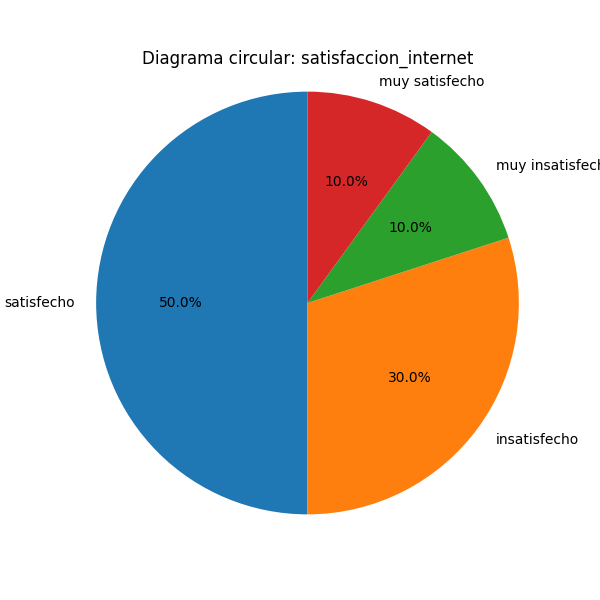 Diagrama circular: satisfaccion_internet
muy satisfecho
muy insatisfech
10.0%
10.0%
satisfecho
50.0%
30.0%
insatisfecho